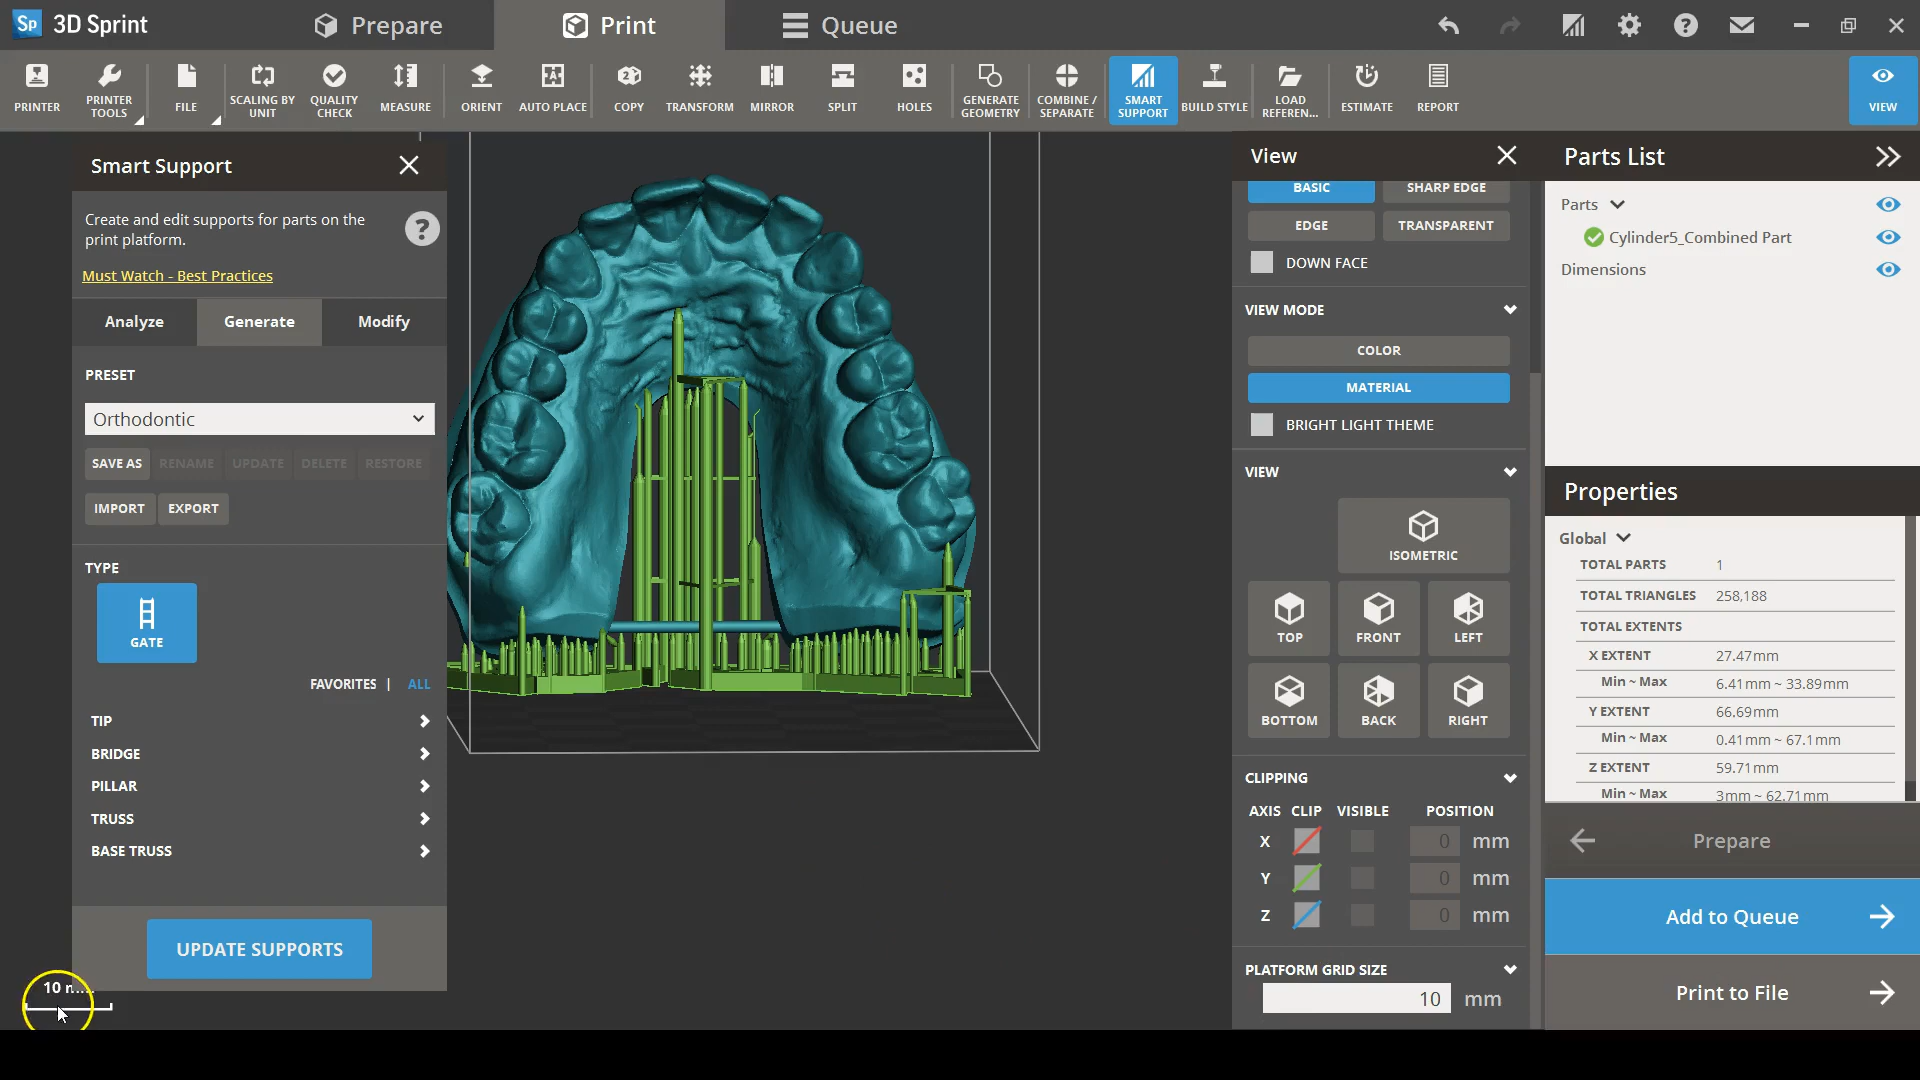 Sp 3D Sprint
Prepare
Print
Queue
PRINTER
PRINTER TOOLS
FILE
SCALING BY UNIT
QUALITY CHECK
MEASURE
ORIENT
AUTO PLACE
COPY
TRANSFORM
MIRROR
SPLIT
HOLES
GENERATE GEOMETRY
COMBINE / SEPARATE
SMART SUPPORT
BUILD STYLE
LOAD REFEREN...
ESTIMATE
REPORT
VIEW
Smart Support
Create and edit supports for parts on the
print platform.
?
Must Watch - Best Practices
Analyze
Generate
Modify
PRESET
Orthodontic
SAVE AS
RENAME
UPDATE
DELETE
RESTORE
IMPORT
EXPORT
TYPE
GATE
FAVORITES | ALL
TIP
BRIDGE
PILLAR
TRUSS
BASE TRUSS
UPDATE SUPPORTS
10 m...
View
BASIC
SHARP EDGE
EDGE
TRANSPARENT
DOWN FACE
VIEW MODE
COLOR
MATERIAL
BRIGHT LIGHT THEME
VIEW
ISOMETRIC
TOP
FRONT
LEFT
BOTTOM
BACK
RIGHT
CLIPPING
AXIS CLIP VISIBLE POSITION
X 0 mm
Y 0 mm
Z 0 mm
PLATFORM GRID SIZE
10 mm
Parts List
Parts
Cylinder5_Combined Part
Dimensions
Properties
Global
TOTAL PARTS 1
TOTAL TRIANGLES 258,188
TOTAL EXTENTS
X EXTENT 27.47mm
Min ~ Max 6.41mm ~ 33.89mm
Y EXTENT 66.69mm
Min ~ Max 0.41mm ~ 67.1mm
Z EXTENT 59.71mm
Min ~ Max 3mm ~ 62.71mm
Prepare
Add to Queue
Print to File